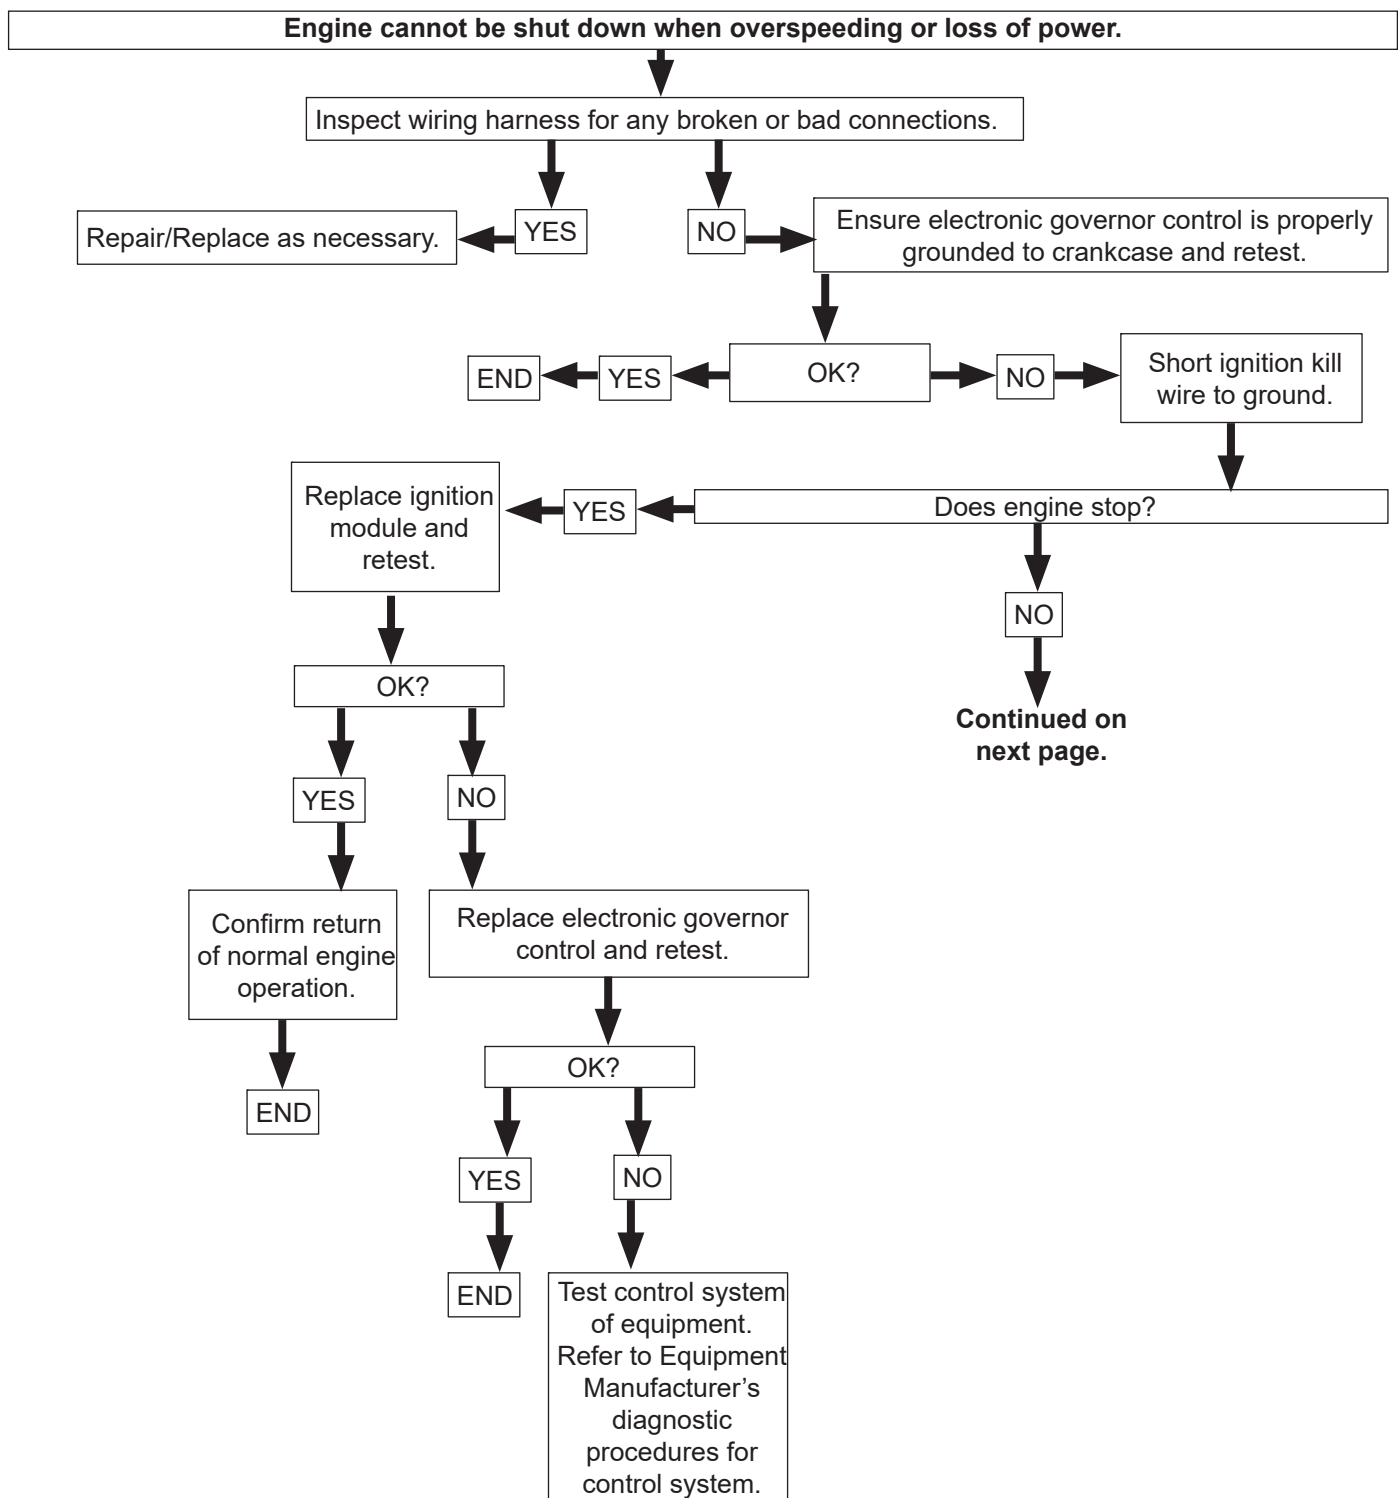 Engine cannot be shut down when overspeeding or loss of power.
Inspect wiring harness for any broken or bad connections.
Repair/Replace as necessary.
YES
NO
Ensure electronic governor control is properly
grounded to crankcase and retest.
END
YES
OK?
NO
Short ignition kill
wire to ground.
Replace ignition
module and
retest.
YES
Does engine stop?
NO
Continued on
next page.
OK?
YES
NO
Confirm return
of normal engine
operation.
END
Replace electronic governor
control and retest.
OK?
YES
NO
END
Test control system
of equipment.
Refer to Equipment
Manufacturer’s
diagnostic
procedures for
control system.